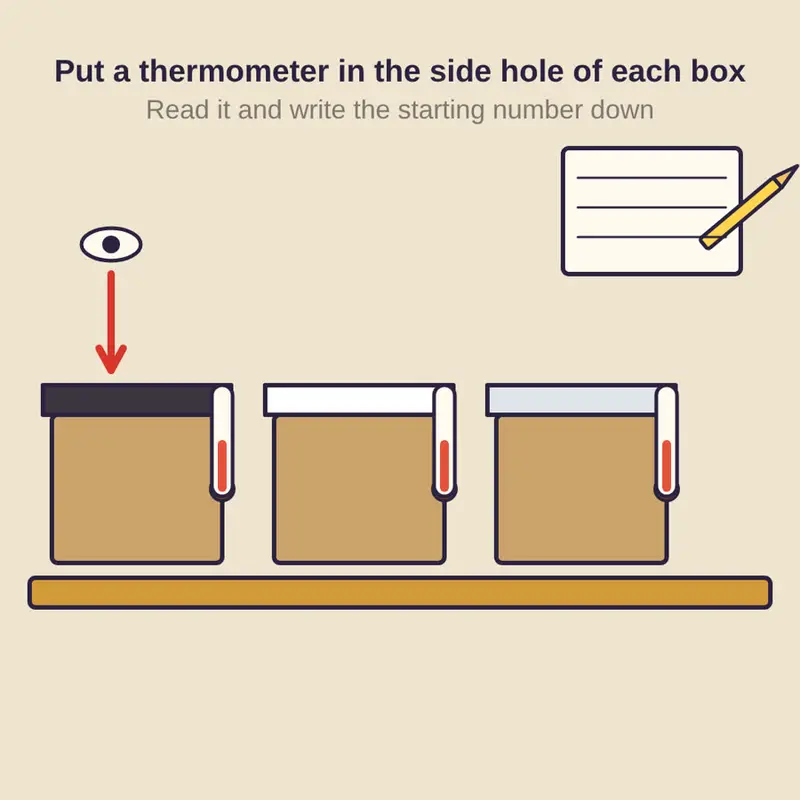 Put a thermometer in the side hole of each box
Read it and write the starting number down